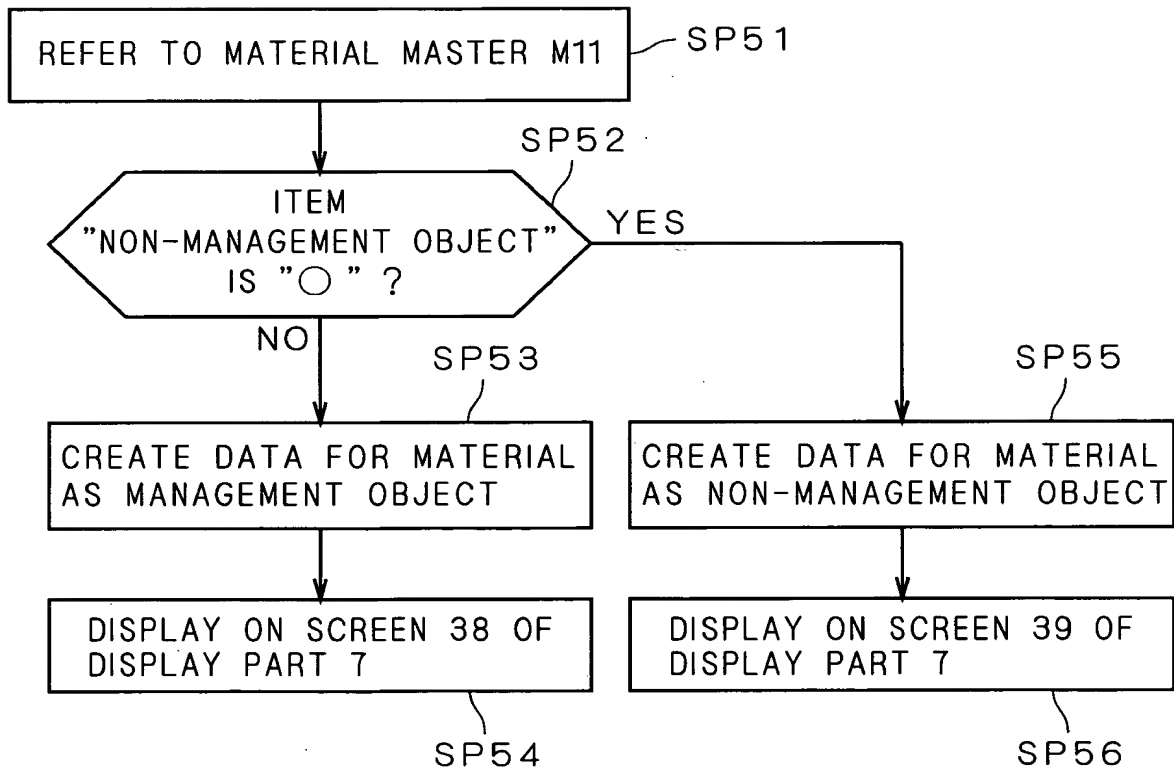 REFER TO MATERIAL MASTER M11
SP51
SP52
ITEM
"NON-MANAGEMENT OBJECT"
IS "○" ?
YES
NO
SP53
CREATE DATA FOR MATERIAL
AS MANAGEMENT OBJECT
SP55
CREATE DATA FOR MATERIAL
AS NON-MANAGEMENT OBJECT
DISPLAY ON SCREEN 38 OF
DISPLAY PART 7
SP54
DISPLAY ON SCREEN 39 OF
DISPLAY PART 7
SP56